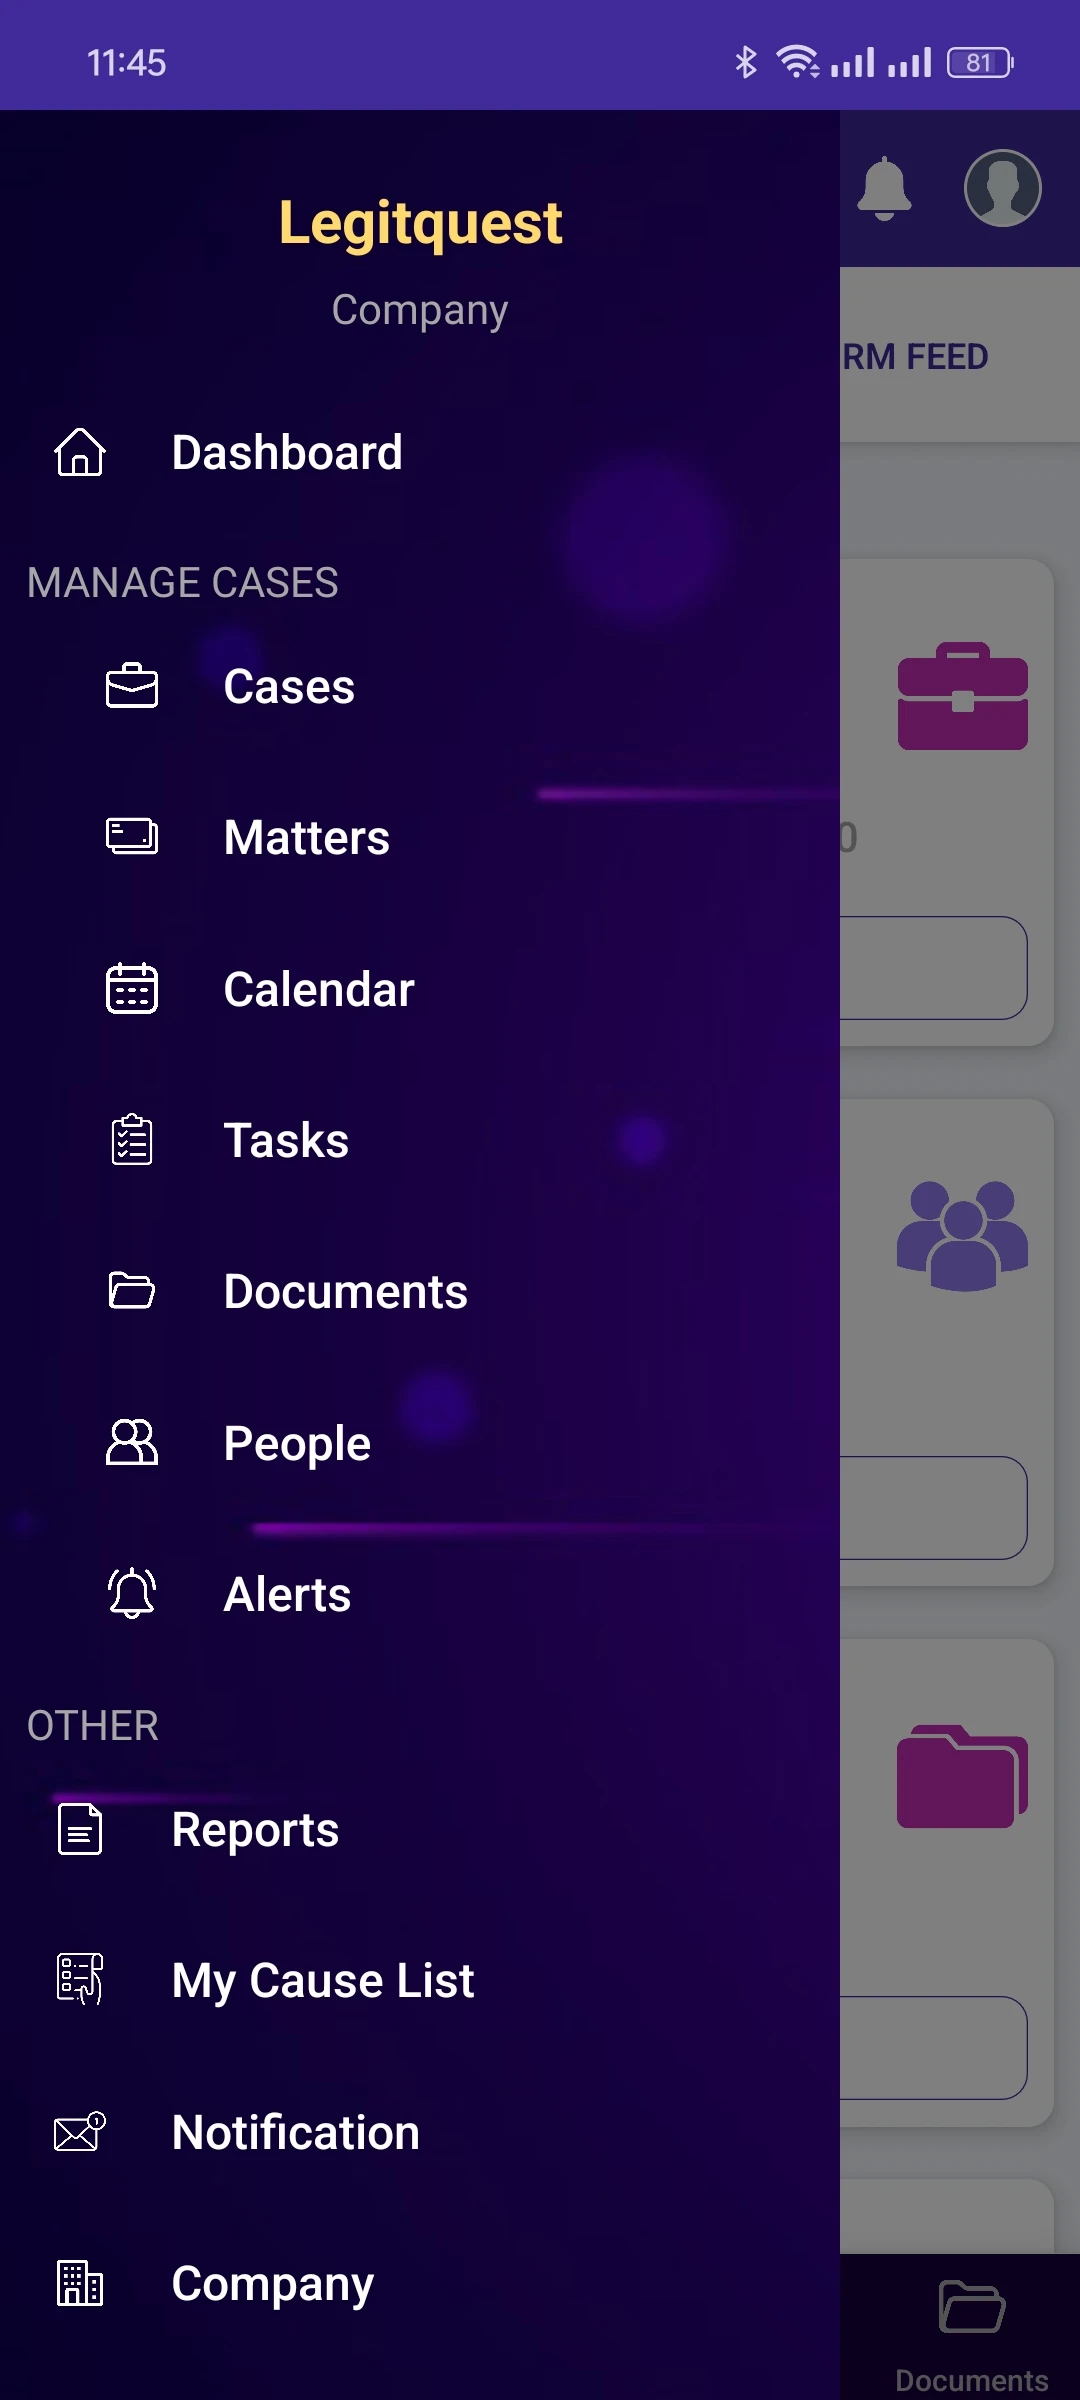 11:45
81
Legitquest
Company
RM FEED
Dashboard
MANAGE CASES
Cases
Matters
0
Calendar
Tasks
Documents
People
Alerts
OTHER
Reports
My Cause List
Notification
Company
Documents